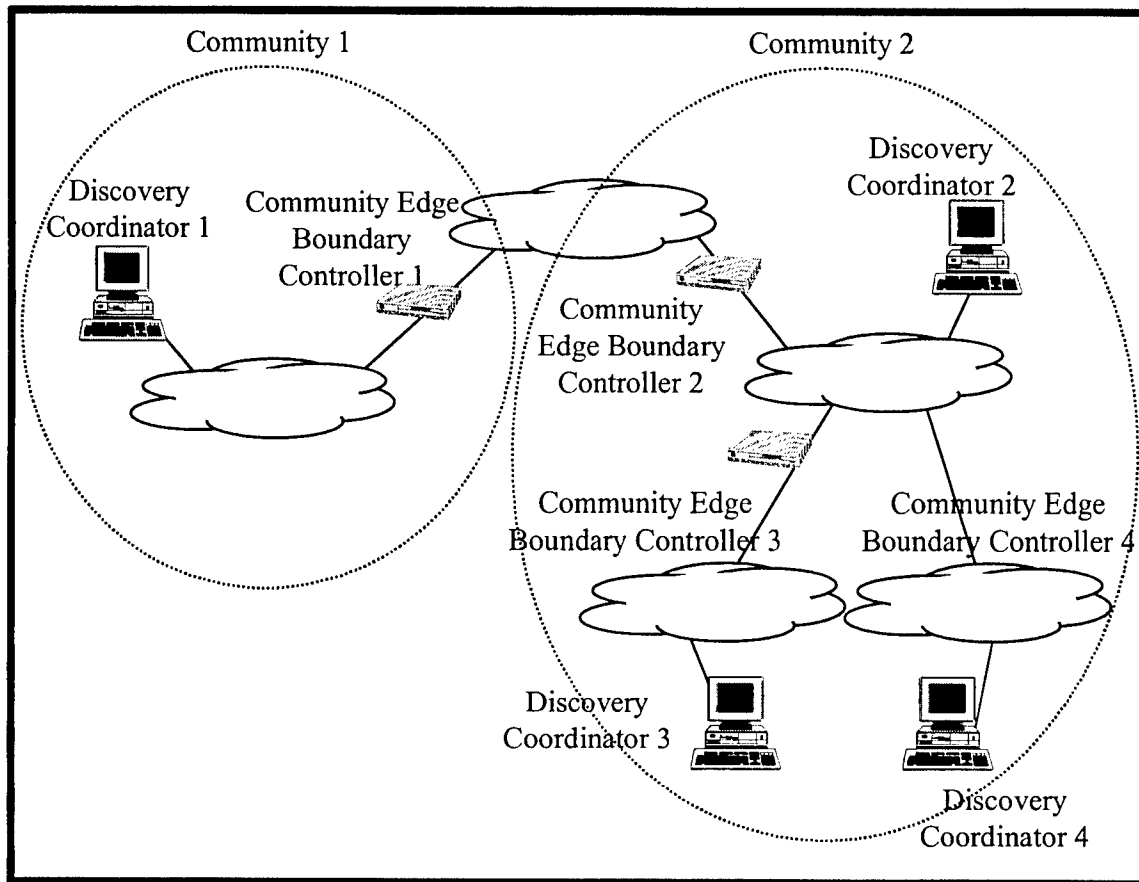 Community 1
Community 2
Discovery
Coordinator 1
Community Edge
Boundary
Controller 1
Discovery
Coordinator 2
Community
Edge Boundary
Controller 2
Community Edge
Boundary Controller 3
Community Edge
Boundary Controller 4
Discovery
Coordinator 3
Discovery
Coordinator 4